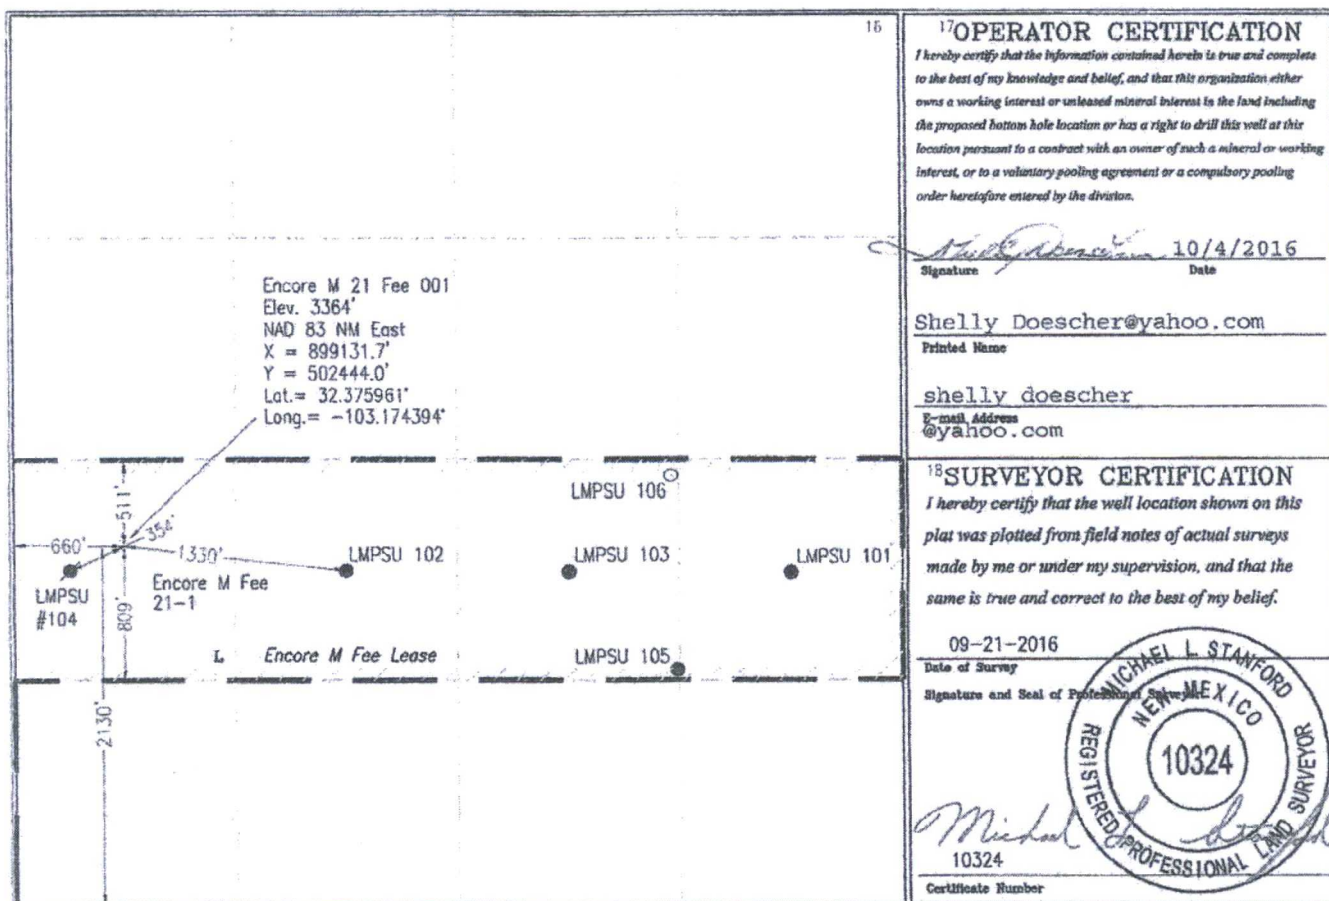 16
Encore M 21 Fee 001
Elev. 3364'
NAD 83 NM East
X = 899131.7'
Y = 502444.0'
Lat.= 32.375961°
Long.= -103.174394°
511'
LMPSU 106
660'
354'
1330'
LMPSU 102
LMPSU 103
LMPSU 101
LMPSU
#104
Encore M Fee
21-1
809'
L
Encore M Fee Lease
LMPSU 105
2130'
17OPERATOR CERTIFICATION
I hereby certify that the information contained herein is true and complete
to the best of my knowledge and belief, and that this organization either
owns a working interest or unleased mineral interest in the land including
the proposed bottom hole location or has a right to drill this well at this
location pursuant to a contract with an owner of such a mineral or working
interest, or to a voluntary pooling agreement or a compulsory pooling
order heretofore entered by the division.
10/4/2016
Signature
Date
Shelly Doescher@yahoo.com
Printed Name
shelly doescher
E-mail Address
@yahoo.com
18SURVEYOR CERTIFICATION
I hereby certify that the well location shown on this
plat was plotted from field notes of actual surveys
made by me or under my supervision, and that the
same is true and correct to the best of my belief.
09-21-2016
Date of Survey
Signature and Seal of Professional Surveyor:
MICHAEL L STANFORD
NEW MEXICO
10324
REGISTERED PROFESSIONAL LAND SURVEYOR
Michael L Stanford
10324
Certificate Number